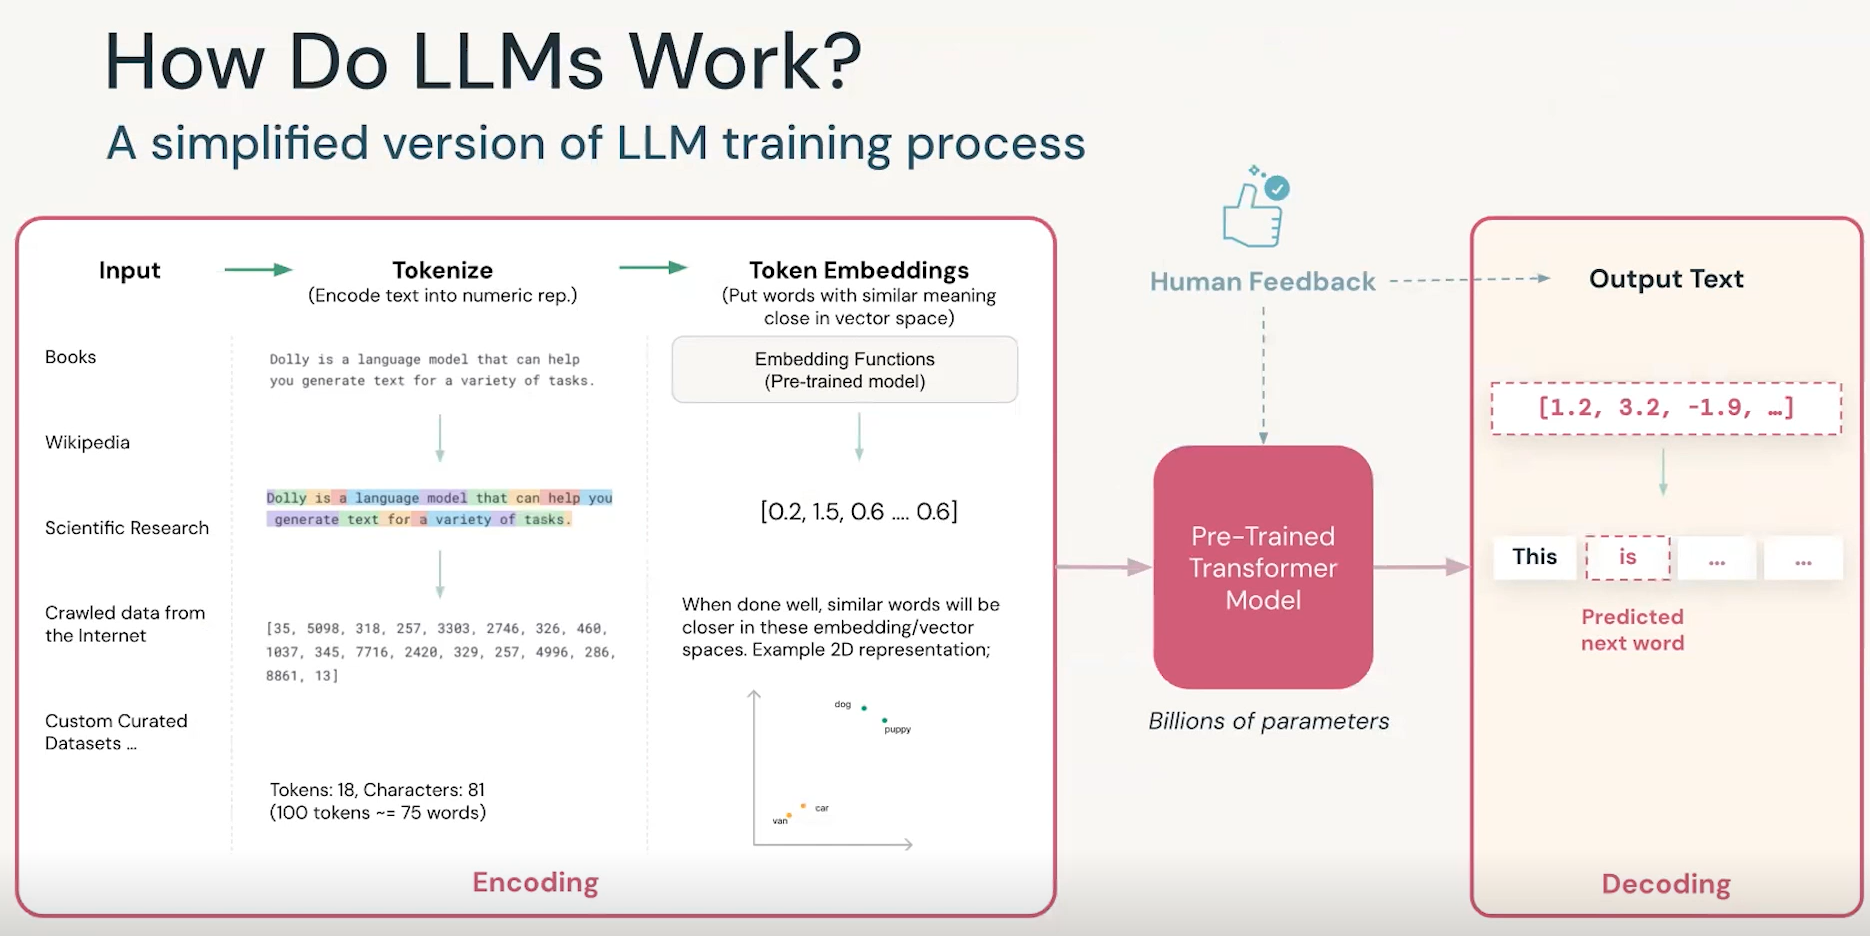 How Do LLMs Work?
A simplified version of LLM training process
Input
Books
Wikipedia
Scientific Research
Crawled data from
the Internet
Custom Curated
Datasets ...
Tokenize
(Encode text into numeric rep.)
Dolly is a language model that can help
you generate text for a variety of tasks.
Dolly is a language model that can help you
generate text for a variety of tasks.
[35, 5098, 318, 257, 3303, 2746, 326, 460,
1037, 345, 7716, 2420, 329, 257, 4996, 286,
8861, 13]
Tokens: 18, Characters: 81
(100 tokens ~= 75 words)
Token Embeddings
(Put words with similar meaning
close in vector space)
Embedding Functions
(Pre-trained model)
[0.2, 1.5, 0.6 .... 0.6]
When done well, similar words will be
closer in these embedding/vector
spaces. Example 2D representation;
dog
puppy
car
van
Encoding
Human Feedback
Pre-Trained
Transformer
Model
Billions of parameters
Output Text
[1.2, 3.2, -1.9, …]
This is ... ...
Predicted
next word
Decoding